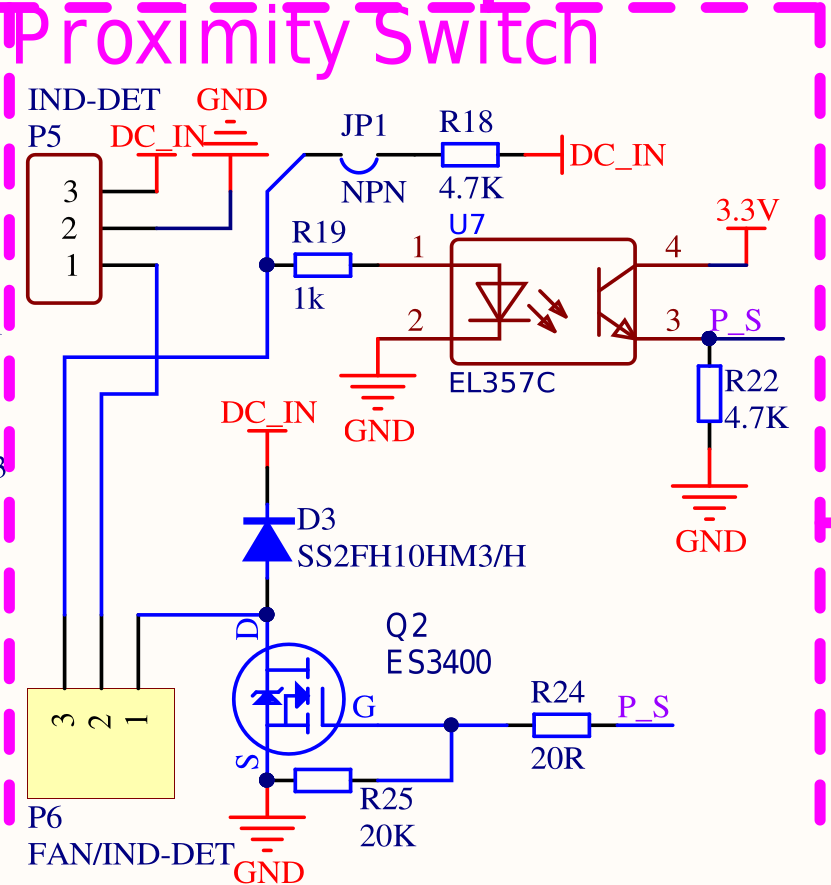 Proximity Switch
IND-DET
GND
P5
DC_IN
JP1
R18
DC_IN
3
2
1
NPN
4.7K
R19
1k
U7
1
2
4
3
3.3V
P_S
EL357C
GND
R22
4.7K
GND
DC_IN
D3
SS2FH10HM3/H
D
Q2
ES3400
G
S
R24
P_S
20R
R25
20K
3
2
1
P6
FAN/IND-DET
GND